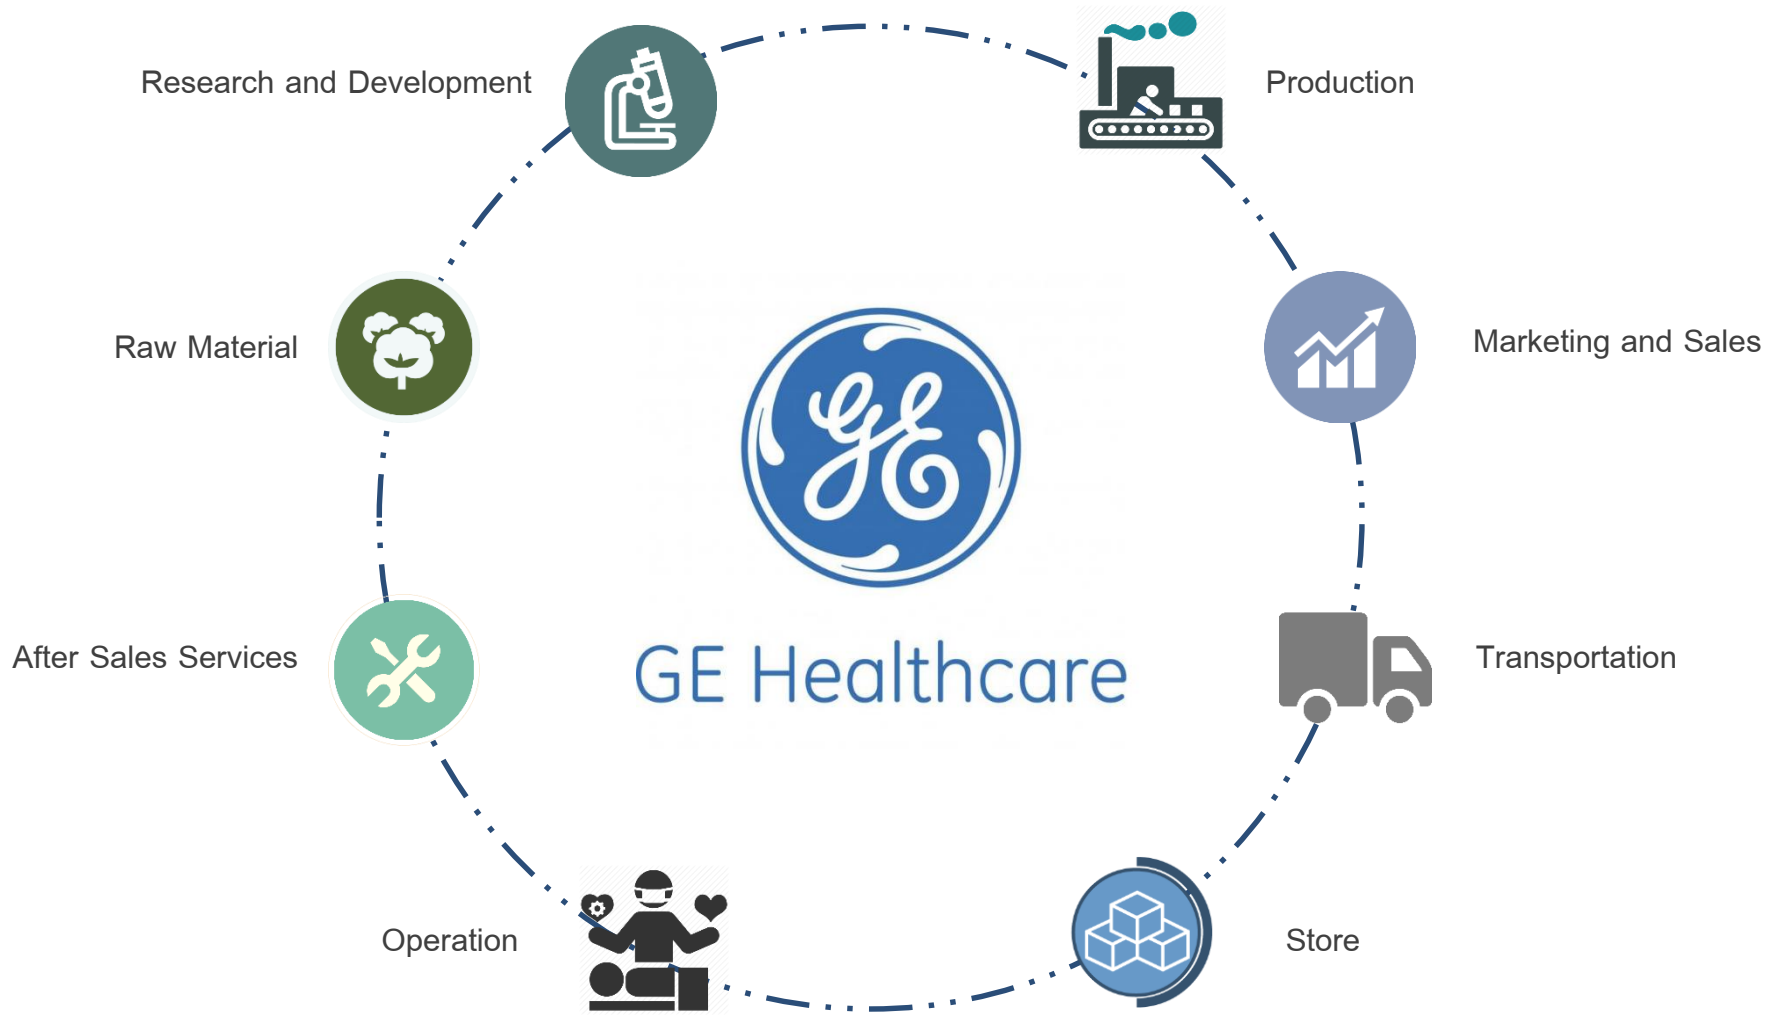 Research and Development
Production
Raw Material
Marketing and Sales
GE
GE Healthcare
After Sales Services
Transportation
Operation
Store